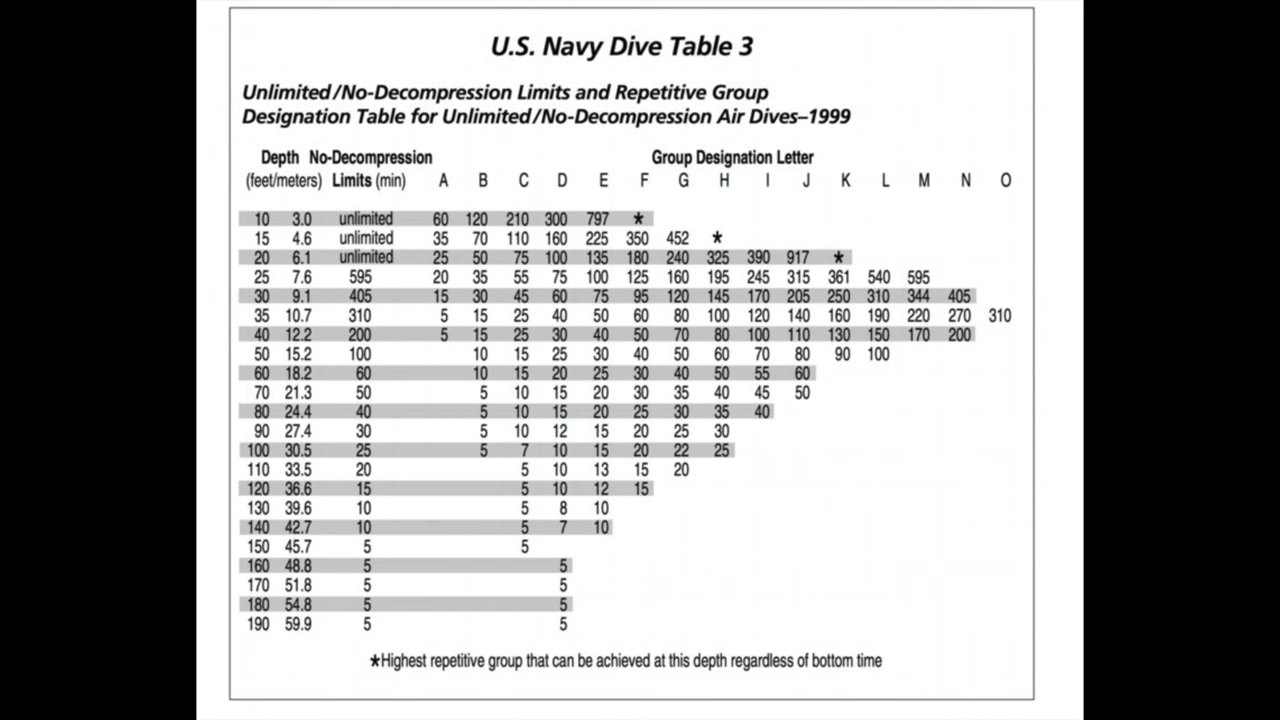 U.S. Navy Dive Table 3
Unlimited/No-Decompression Limits and Repetitive Group
Designation Table for Unlimited/No-Decompression Air Dives–1999
Depth No-Decompression Group Designation Letter
(feet/meters) Limits (min) A B C D E F G H I J K L M N O
10 3.0 unlimited 60 120 210 300 797 *
15 4.6 unlimited 35 70 110 160 225 350 452 *
20 6.1 unlimited 25 50 75 100 135 180 240 325 390 917 *
25 7.6 595 20 35 55 75 100 125 160 195 245 315 361 540 595
30 9.1 405 15 30 45 60 75 95 120 145 170 205 250 310 344 405
35 10.7 310 5 15 25 40 50 60 80 100 120 140 160 190 220 270 310
40 12.2 200 5 15 25 30 40 50 70 80 100 110 130 150 170 200
50 15.2 100 10 15 25 30 40 50 60 70 80 90 100
60 18.2 60 10 15 20 25 30 40 50 55 60
70 21.3 50 5 10 15 20 30 35 40 45 50
80 24.4 40 5 10 15 20 25 30 35 40
90 27.4 30 5 10 12 15 20 25 30
100 30.5 25 5 7 10 15 20 22 25
110 33.5 20 5 10 13 15 20
120 36.6 15 5 10 12 15
130 39.6 10 5 8 10
140 42.7 10 5 7 10
150 45.7 5 5
160 48.8 5 5
170 51.8 5 5
180 54.8 5 5
190 59.9 5 5
*Highest repetitive group that can be achieved at this depth regardless of bottom time